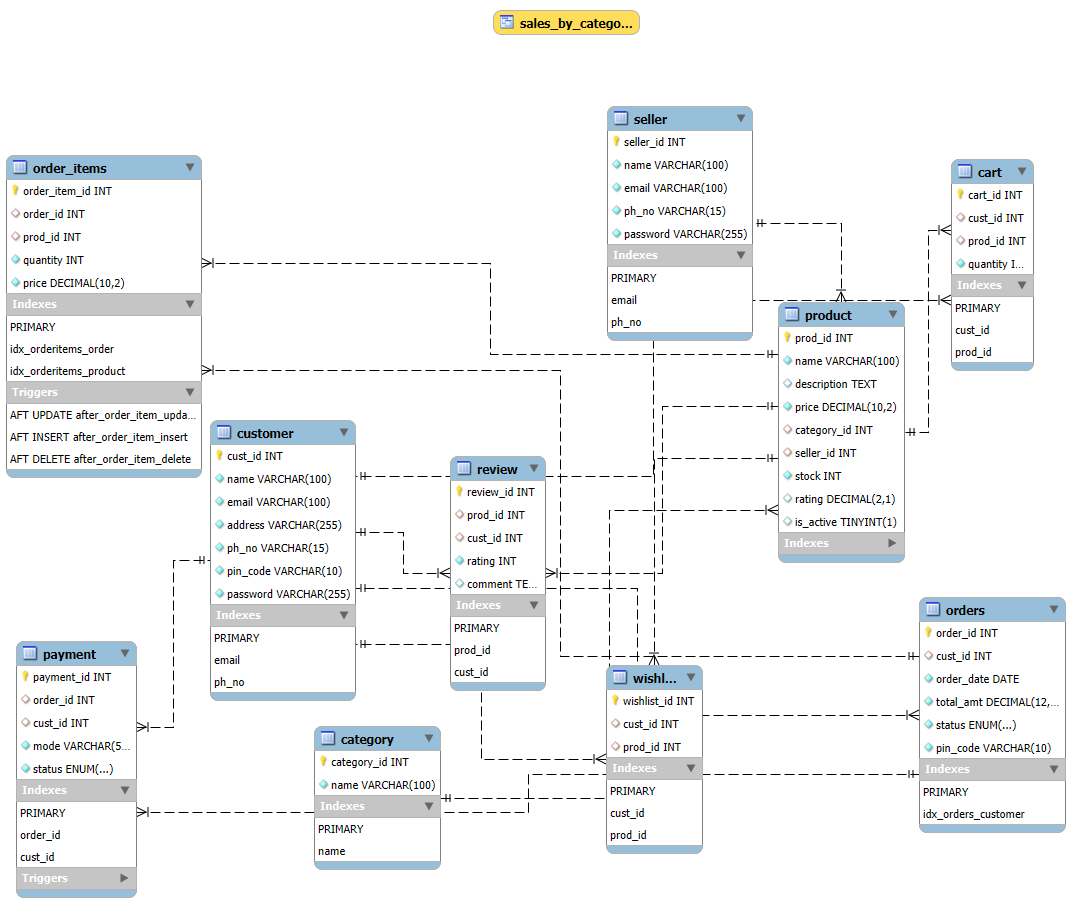 sales_by_catego...
order_items
order_item_id INT
order_id INT
prod_id INT
quantity INT
price DECIMAL(10,2)
Indexes
PRIMARY
idx_orderitems_order
idx_orderitems_product
Triggers
AFT UPDATE after_order_item_upda...
AFT INSERT after_order_item_insert
AFT DELETE after_order_item_delete
seller
seller_id INT
name VARCHAR(100)
email VARCHAR(100)
ph_no VARCHAR(15)
password VARCHAR(255)
Indexes
PRIMARY
email
ph_no
cart
cart_id INT
cust_id INT
prod_id INT
quantity I...
Indexes
PRIMARY
cust_id
prod_id
product
prod_id INT
name VARCHAR(100)
description TEXT
price DECIMAL(10,2)
category_id INT
seller_id INT
stock INT
rating DECIMAL(2,1)
is_active TINYINT(1)
Indexes
customer
cust_id INT
name VARCHAR(100)
email VARCHAR(100)
address VARCHAR(255)
ph_no VARCHAR(15)
pin_code VARCHAR(10)
password VARCHAR(255)
Indexes
PRIMARY
email
ph_no
review
review_id INT
prod_id INT
cust_id INT
rating INT
comment TE...
Indexes
PRIMARY
prod_id
cust_id
orders
order_id INT
cust_id INT
order_date DATE
total_amt DECIMAL(12,...
status ENUM(...)
pin_code VARCHAR(10)
Indexes
PRIMARY
idx_orders_customer
payment
payment_id INT
order_id INT
cust_id INT
mode VARCHAR(5...
status ENUM(...)
Indexes
PRIMARY
order_id
cust_id
Triggers
category
category_id INT
name VARCHAR(100)
Indexes
PRIMARY
name
wishl...
wishlist_id INT
cust_id INT
prod_id INT
Indexes
PRIMARY
cust_id
prod_id